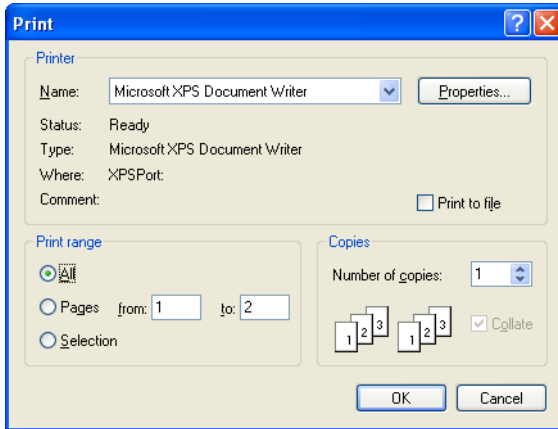 Print
Printer
Name: Microsoft XPS Document Writer Properties...
Status: Ready
Type: Microsoft XPS Document Writer
Where: XPSPort:
Comment: Print to file
Print range
All
Pages from: 1 to: 2
Selection
Copies
Number of copies: 1
1 2 3 1 2 3 Collate
OK Cancel